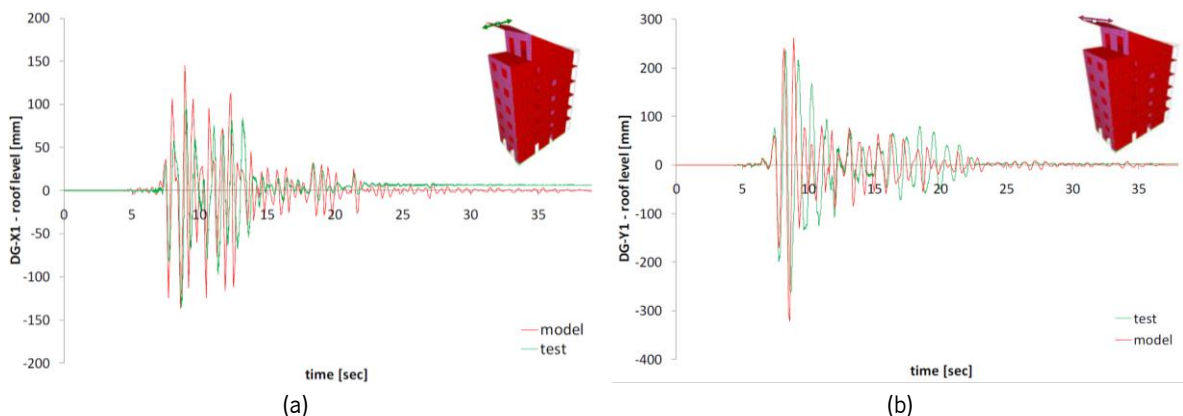 200
150
100
50
0
-50
-100
-150
-200
DG-X1 - roof level [mm]
0 5 10 15 20 25 30 35
model
test
time [sec]
(a)
300
200
100
0
-100
-200
-300
-400
DG-Y1 - roof level [mm]
0 5 10 15 20 25 30 35
test
model
time [sec]
(b)